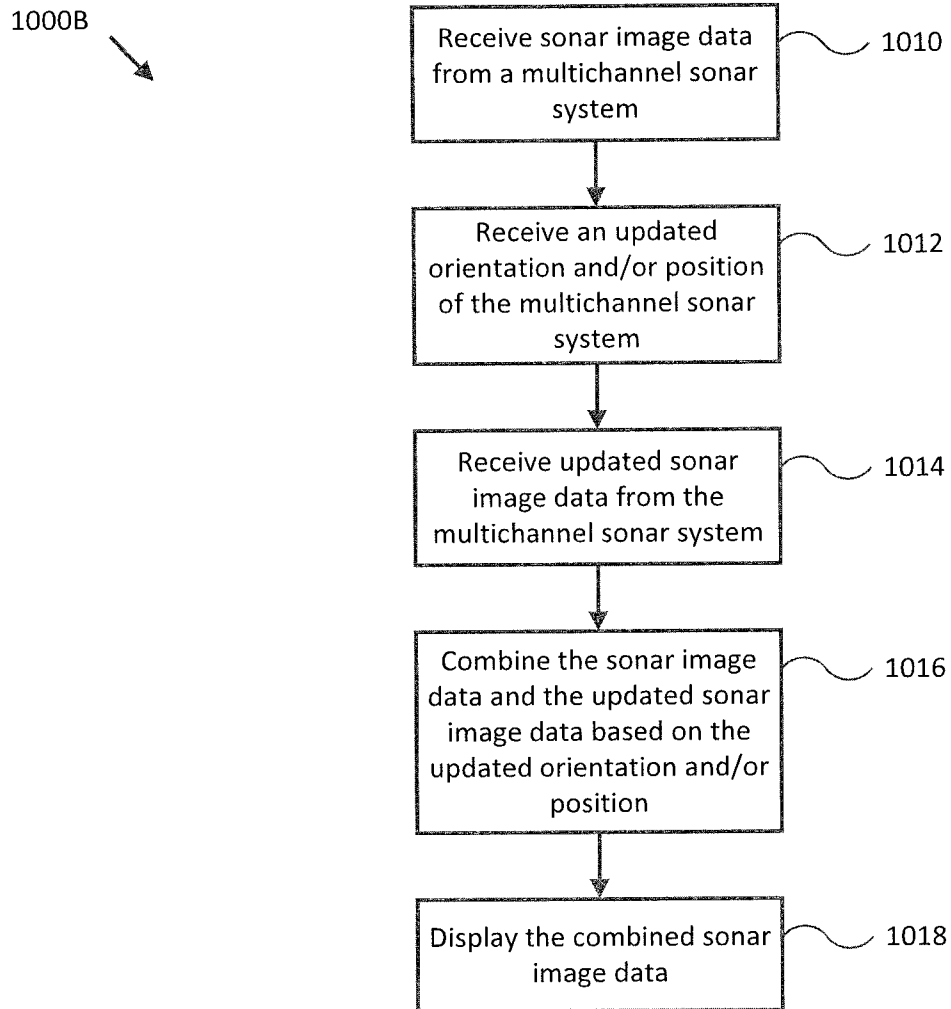 1000B
Receive sonar image data
from a multichannel sonar
system
1010
Receive an updated
orientation and/or position
of the multichannel sonar
system
1012
Receive updated sonar
image data from the
multichannel sonar system
1014
Combine the sonar image
data and the updated sonar
image data based on the
updated orientation and/or
position
1016
Display the combined sonar
image data
1018